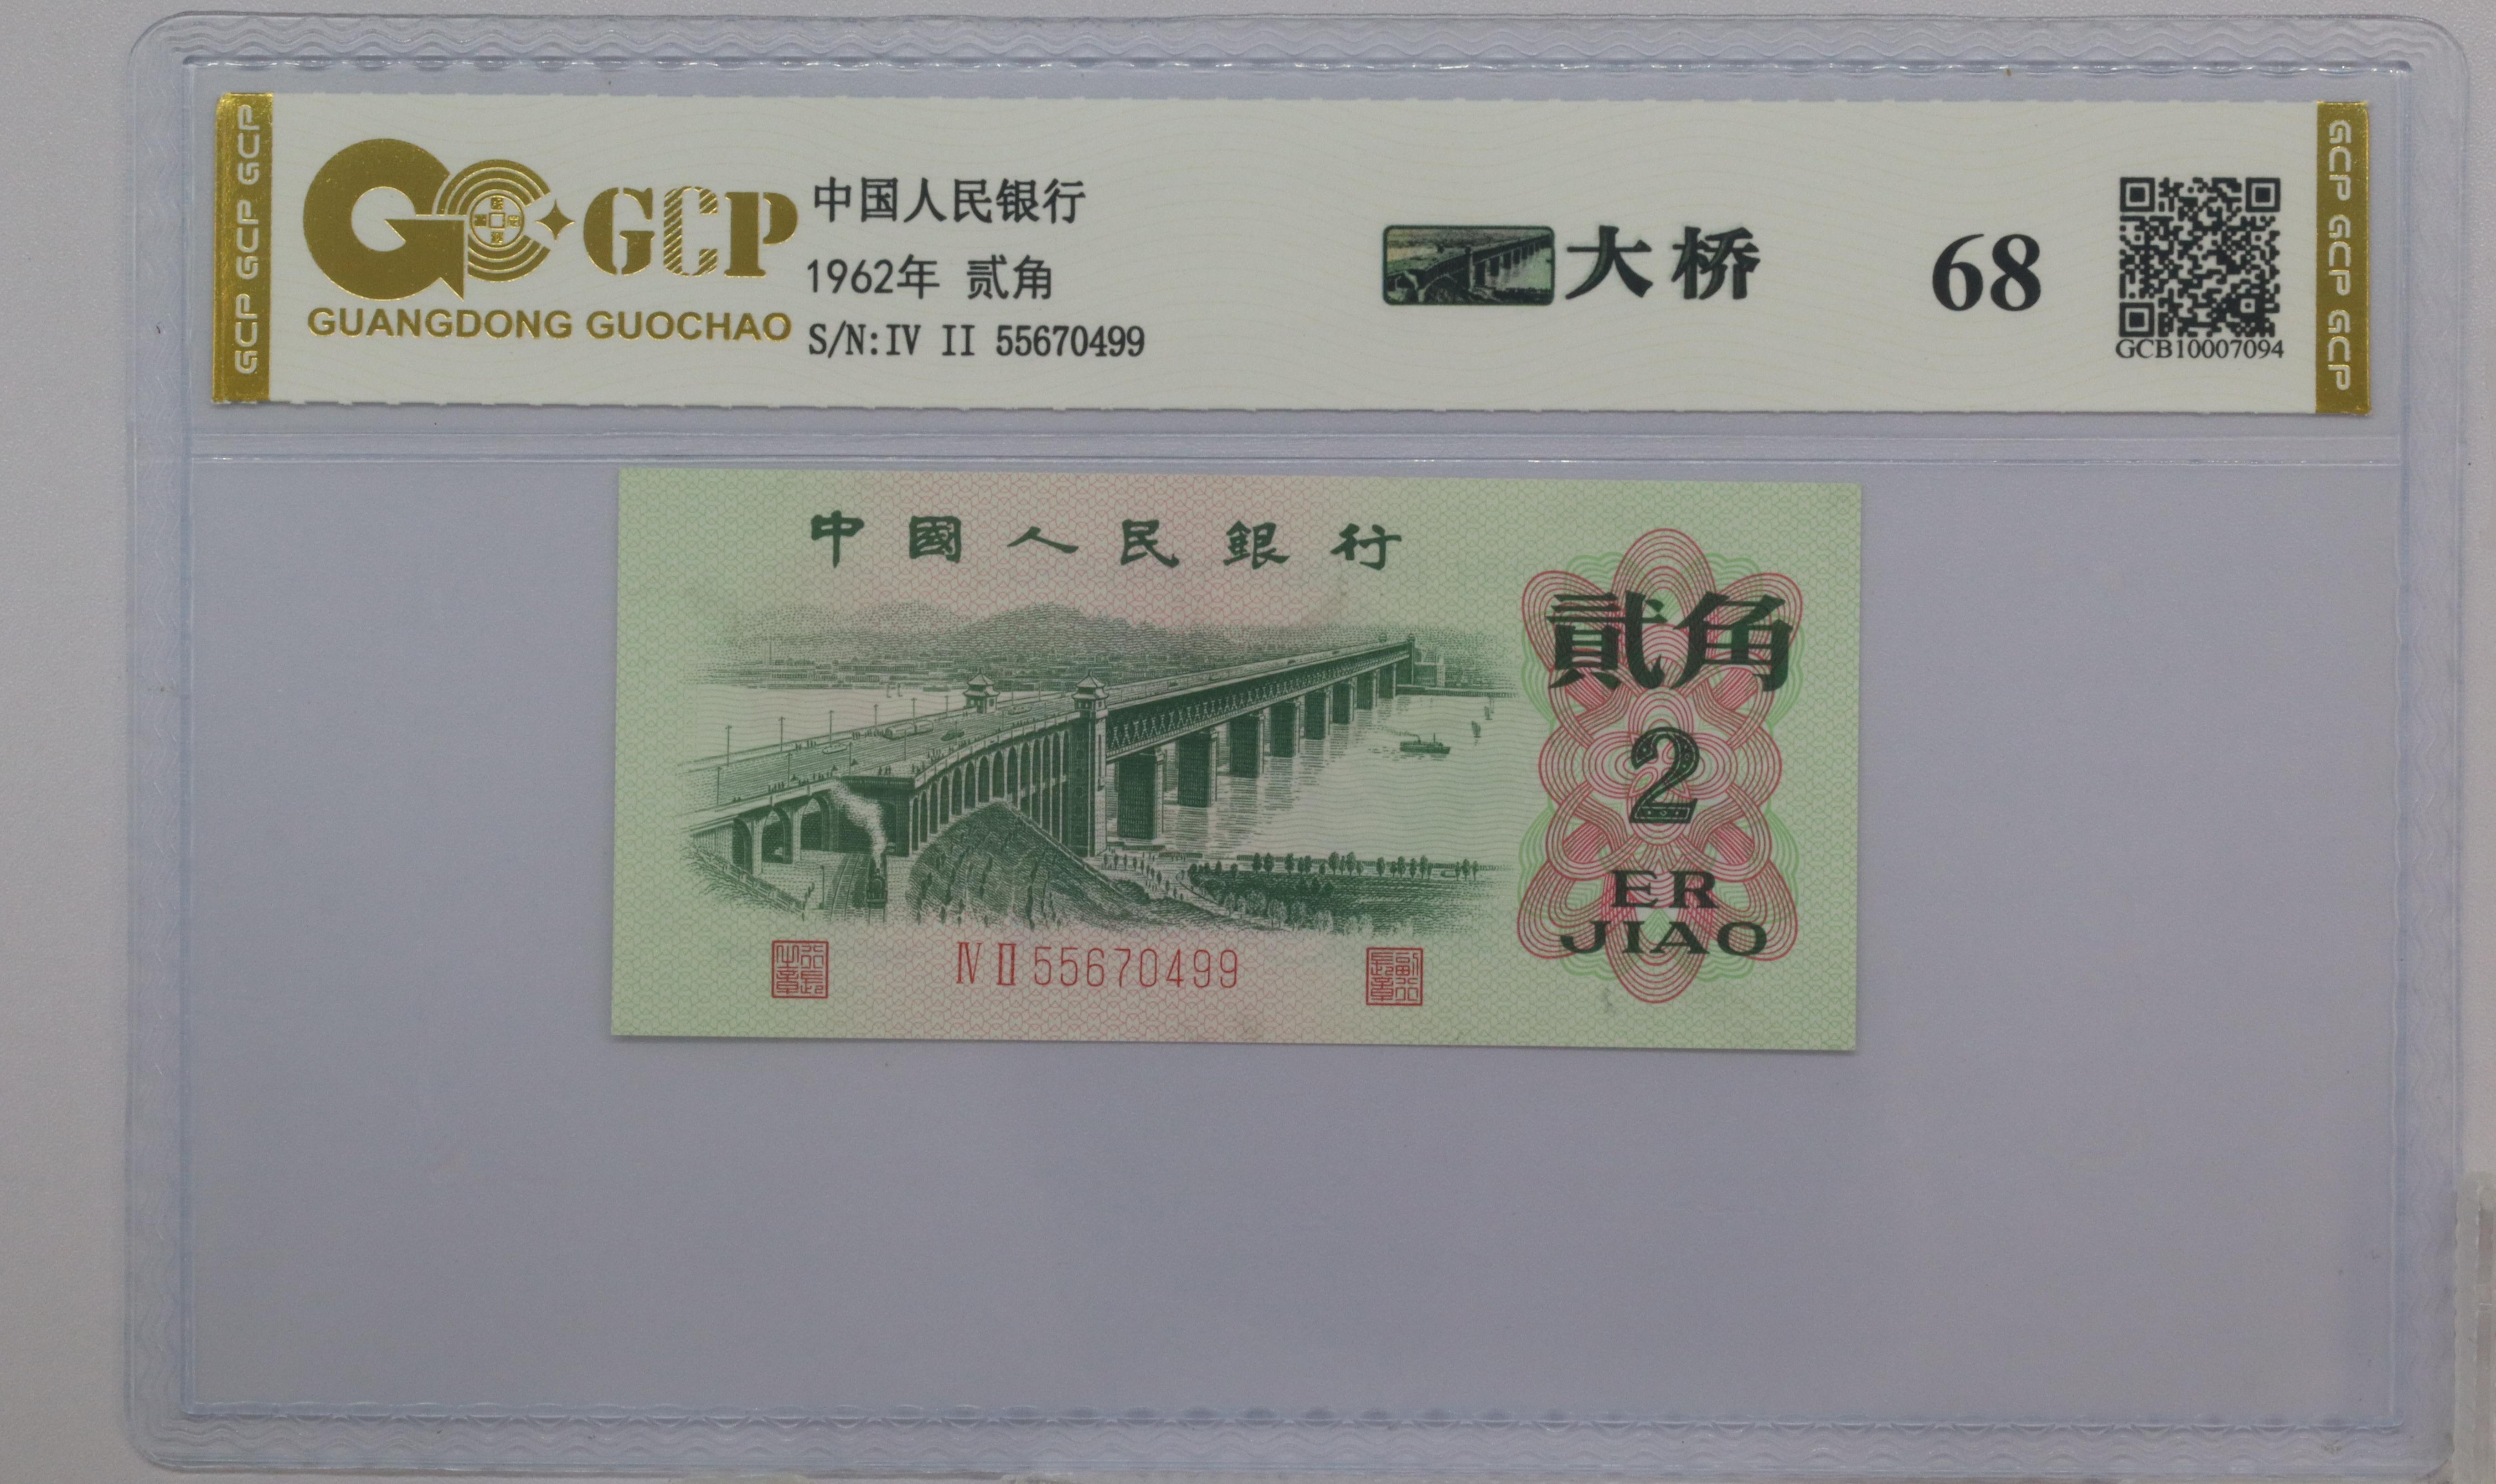 GCP GCP GCP
GCP
GUANGDONG GUOCHAO
中国人民银行
1962年 贰角
S/N:IV II 55670499
大桥
68
GCB10007094
GCP GCP GCP
中國人民銀行
貳角
2
ER
JIAO
Ⅳ Ⅱ 55670499